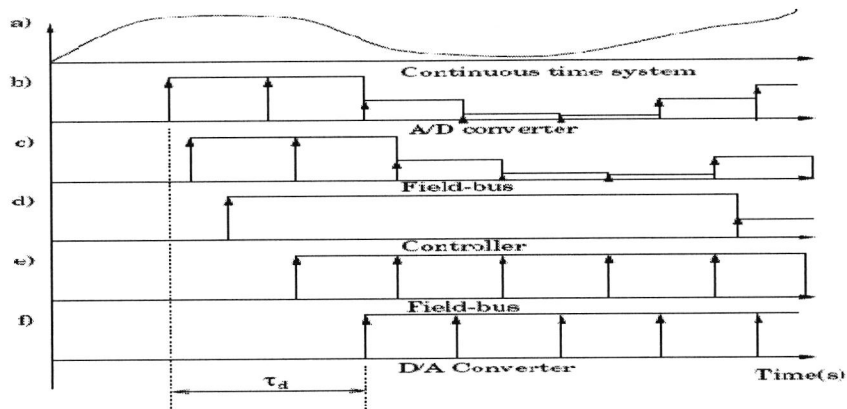 a)
Continuous time system
b)
A/D converter
c)
Field-bus
d)
Controller
e)
Field-bus
f)
D/A Converter
Time(s)
τd